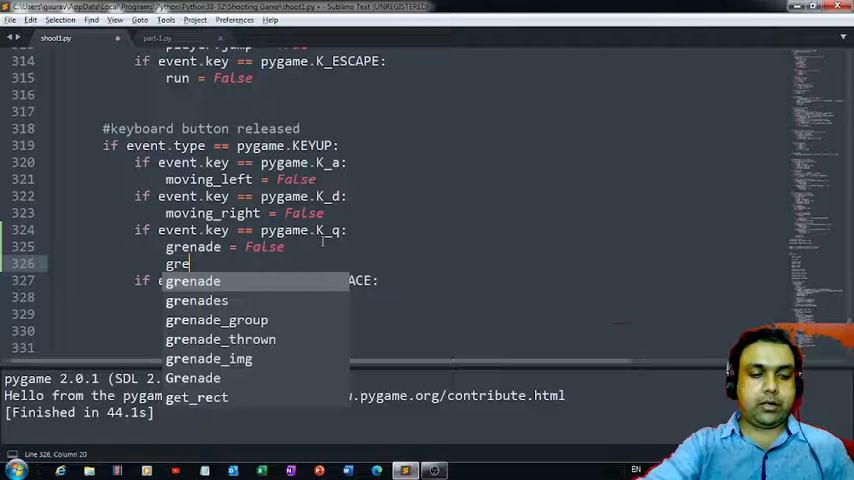 C:\Users\gaurav\AppData\Local\Programs\Python\Python38-32\Shooting Game\shoot1.py • - Sublime Text (UNREGISTERED)
File Edit Selection Find View Goto Tools Project Preferences Help
shoot1.py part-1.py
314 if event.key == pygame.K_ESCAPE:
315 run = False
316
317
318 #keyboard button released
319 if event.type == pygame.KEYUP:
320 if event.key == pygame.K_a:
321 moving_left = False
322 if event.key == pygame.K_d:
323 moving_right = False
324 if event.key == pygame.K_q:
325 grenade = False
326 gre
327 if e ACE:
grenade
328 grenades
329 grenade_group
330 grenade_thrown
331 grenade_img
Grenade
get_rect
pygame 2.0.1 (SDL 2.
Hello from the pygam w.pygame.org/contribute.html
[Finished in 44.1s]
Line 326, Column 20
EN